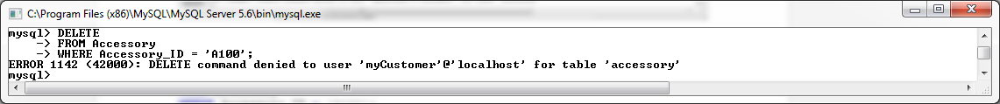 C:\Program Files (x86)\MySQL\MySQL Server 5.6\bin\mysql.exe
mysql> DELETE
    -> FROM Accessory
    -> WHERE Accessory_ID = 'A100';
ERROR 1142 (42000): DELETE command denied to user 'myCustomer'@'localhost' for table 'accessory'
mysql>